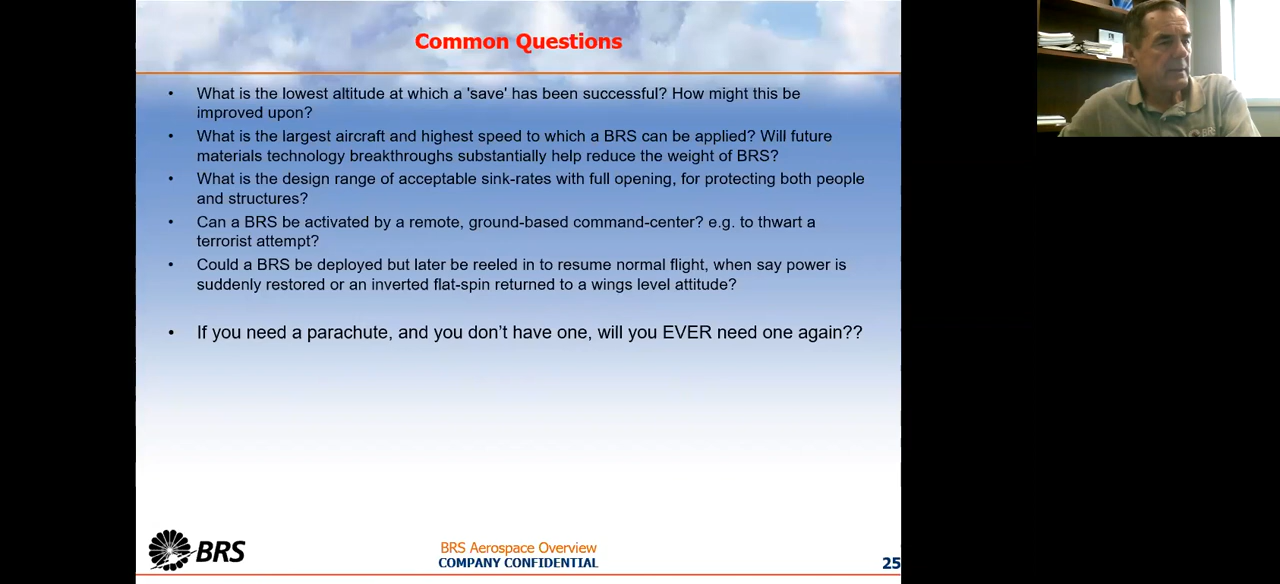 Common Questions
• What is the lowest altitude at which a 'save' has been successful? How might this be
improved upon?
• What is the largest aircraft and highest speed to which a BRS can be applied? Will future
materials technology breakthroughs substantially help reduce the weight of BRS?
• What is the design range of acceptable sink-rates with full opening, for protecting both people
and structures?
• Can a BRS be activated by a remote, ground-based command-center? e.g. to thwart a
terrorist attempt?
• Could a BRS be deployed but later be reeled in to resume normal flight, when say power is
suddenly restored or an inverted flat-spin returned to a wings level attitude?
• If you need a parachute, and you don't have one, will you EVER need one again??
BRS
BRS Aerospace Overview
COMPANY CONFIDENTIAL
25